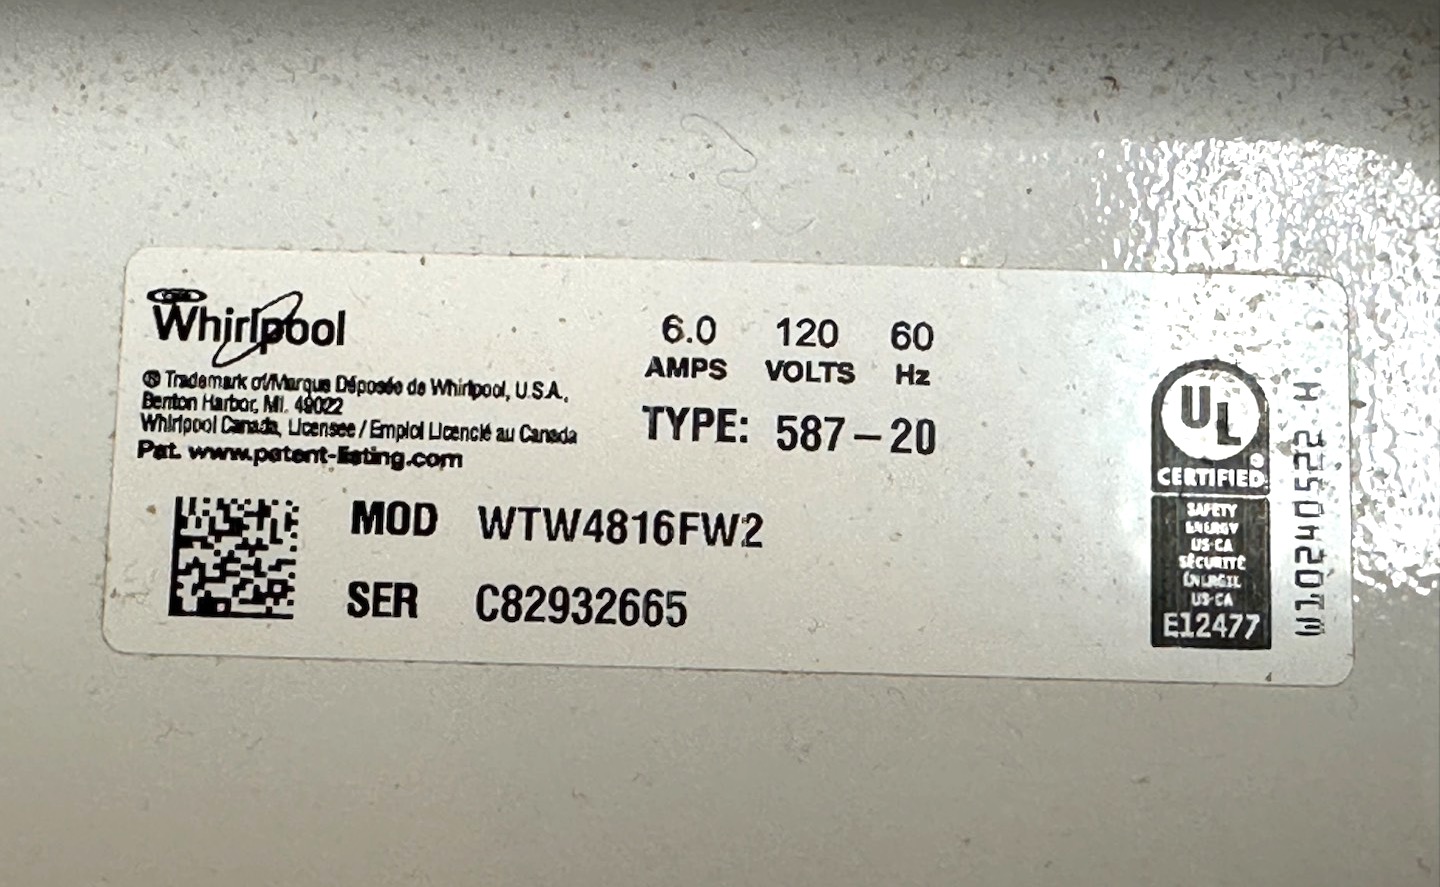 Whirlpool
® Trademark of/Marque Déposée de Whirlpool, U.S.A.,
Benton Harbor, MI. 49022
Whirlpool Canada, Licensee / Emploi Licencié au Canada
Pat. www.patent-listing.com
6.0 120 60
AMPS VOLTS Hz
TYPE: 587-20
MOD WTW4816FW2
SER C82932665
UL
®
CERTIFIED
SAFETY
ENERGY
US-CA
SÉCURITÉ
ÉNERGIE
US-CA
E12477
W10240522 H